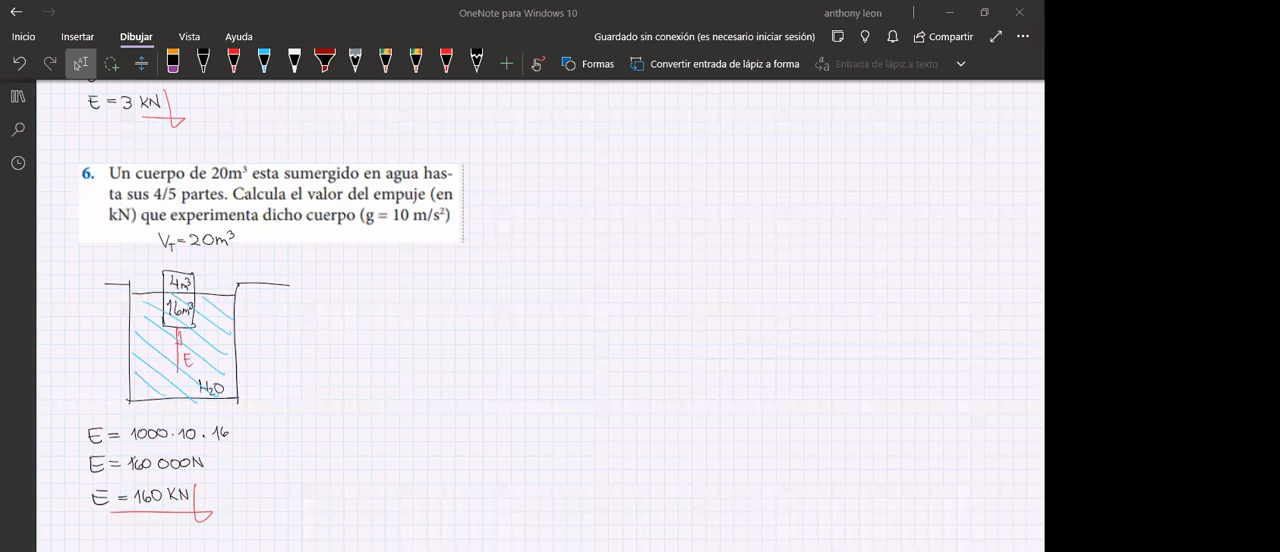 OneNote para Windows 10
anthony leon
Inicio Insertar Dibujar Vista Ayuda
Guardado sin conexión (es necesario iniciar sesión) Compartir
Formas Convertir entrada de lápiz a forma Entrada de lápiz a texto
E = 3 KN
6. Un cuerpo de 20m³ esta sumergido en agua has-
ta sus 4/5 partes. Calcula el valor del empuje (en
kN) que experimenta dicho cuerpo (g = 10 m/s²)
V_T = 20m³
4m³
16m³
E
H₂O
E = 1000 · 10 . 16
E = 160 000N
E = 160 KN